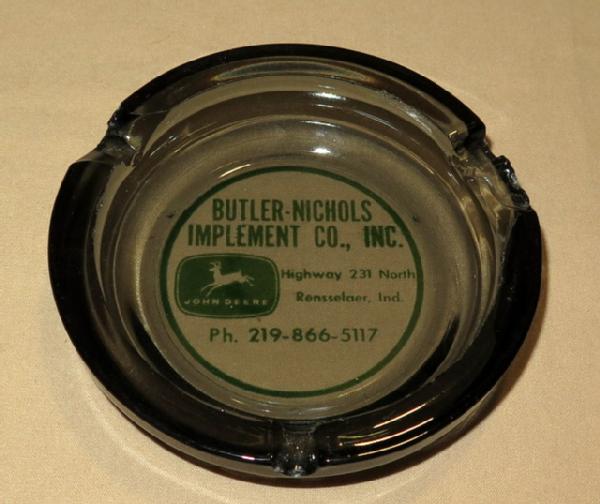 BUTLER-NICHOLS
IMPLEMENT CO., INC.
JOHN DEERE
Highway 231 North
Rensselaer, Ind.
Ph. 219-866-5117